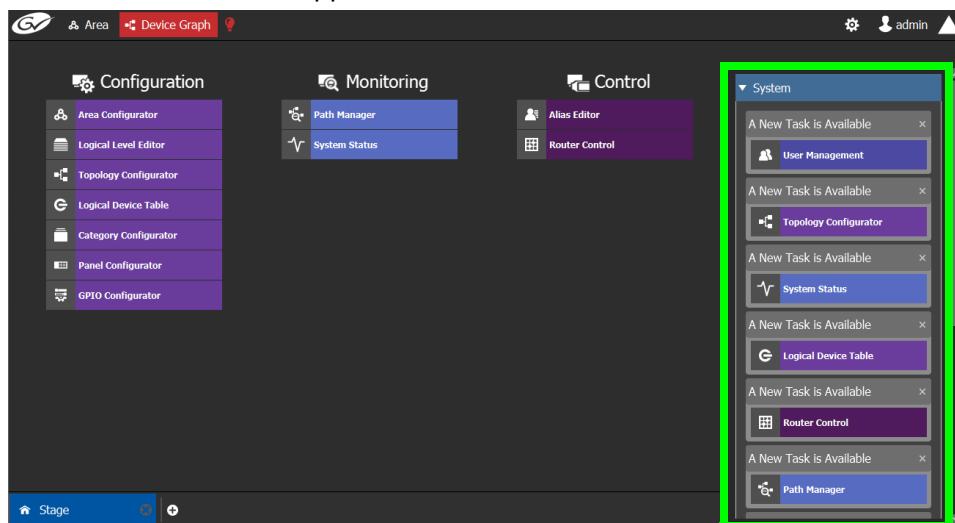 GV Area Device Graph admin
Configuration
Area Configurator
Logical Level Editor
Topology Configurator
Logical Device Table
Category Configurator
Panel Configurator
GPIO Configurator
Monitoring
Path Manager
System Status
Control
Alias Editor
Router Control
System
A New Task is Available
User Management
A New Task is Available
Topology Configurator
A New Task is Available
System Status
A New Task is Available
Logical Device Table
A New Task is Available
Router Control
A New Task is Available
Path Manager
Stage